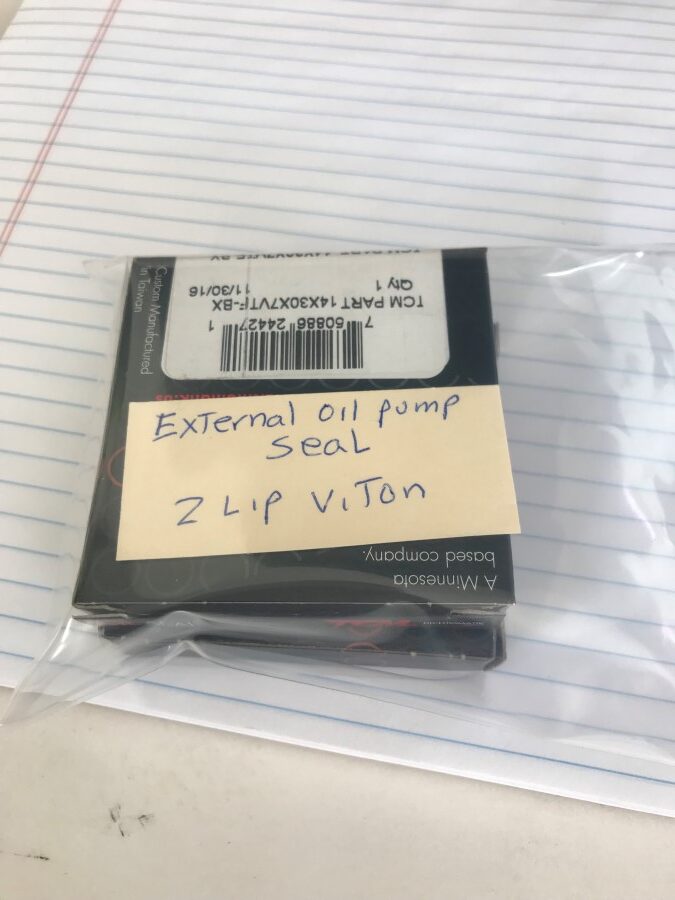 Custom Manufactured
in Taiwan
TCM PART 14X30X7VTF-BX
Qty 1
11/30/16
7 50886 24427 1
External oil pump
Seal
2 Lip Viton
A Minnesota
based company.